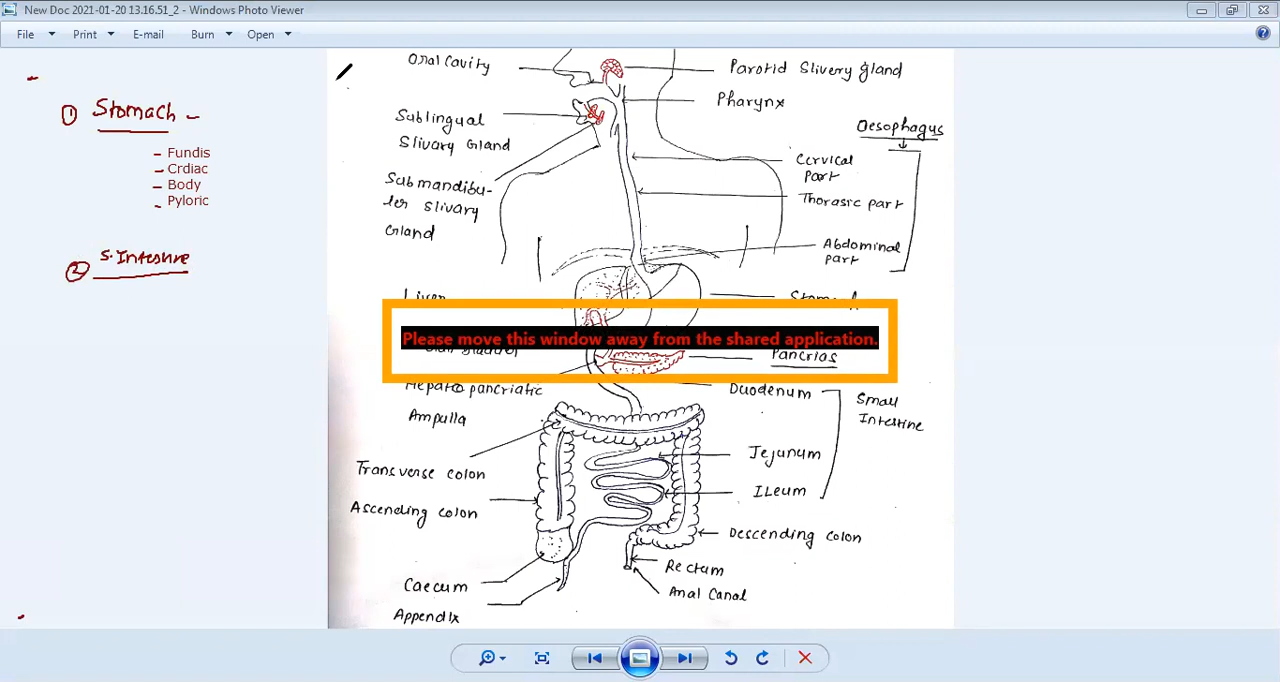 New Doc 2021-01-20 13.16.51_2 - Windows Photo Viewer
File Print E-mail Burn Open
① Stomach -
- Fundis
- Crdiac
- Body
- Pyloric
② S. Intestine
Oral cavity
Parotid Slivery gland
Pharynx
Sublingual
Slivary Gland
Oesophagus
Cervical
part
Submandibu-
ler Slivary
Gland
Thorasic part
Abdominal
part
Liver
Please move this window away from the shared application.
Pancrias
Hepato pancriatic
Ampulla
Duodenum
Small
Intestine
Transverse colon
Jejunum
Ascending colon
Ileum
Descending colon
Caecum
Rectum
Appendix
Anal Canal